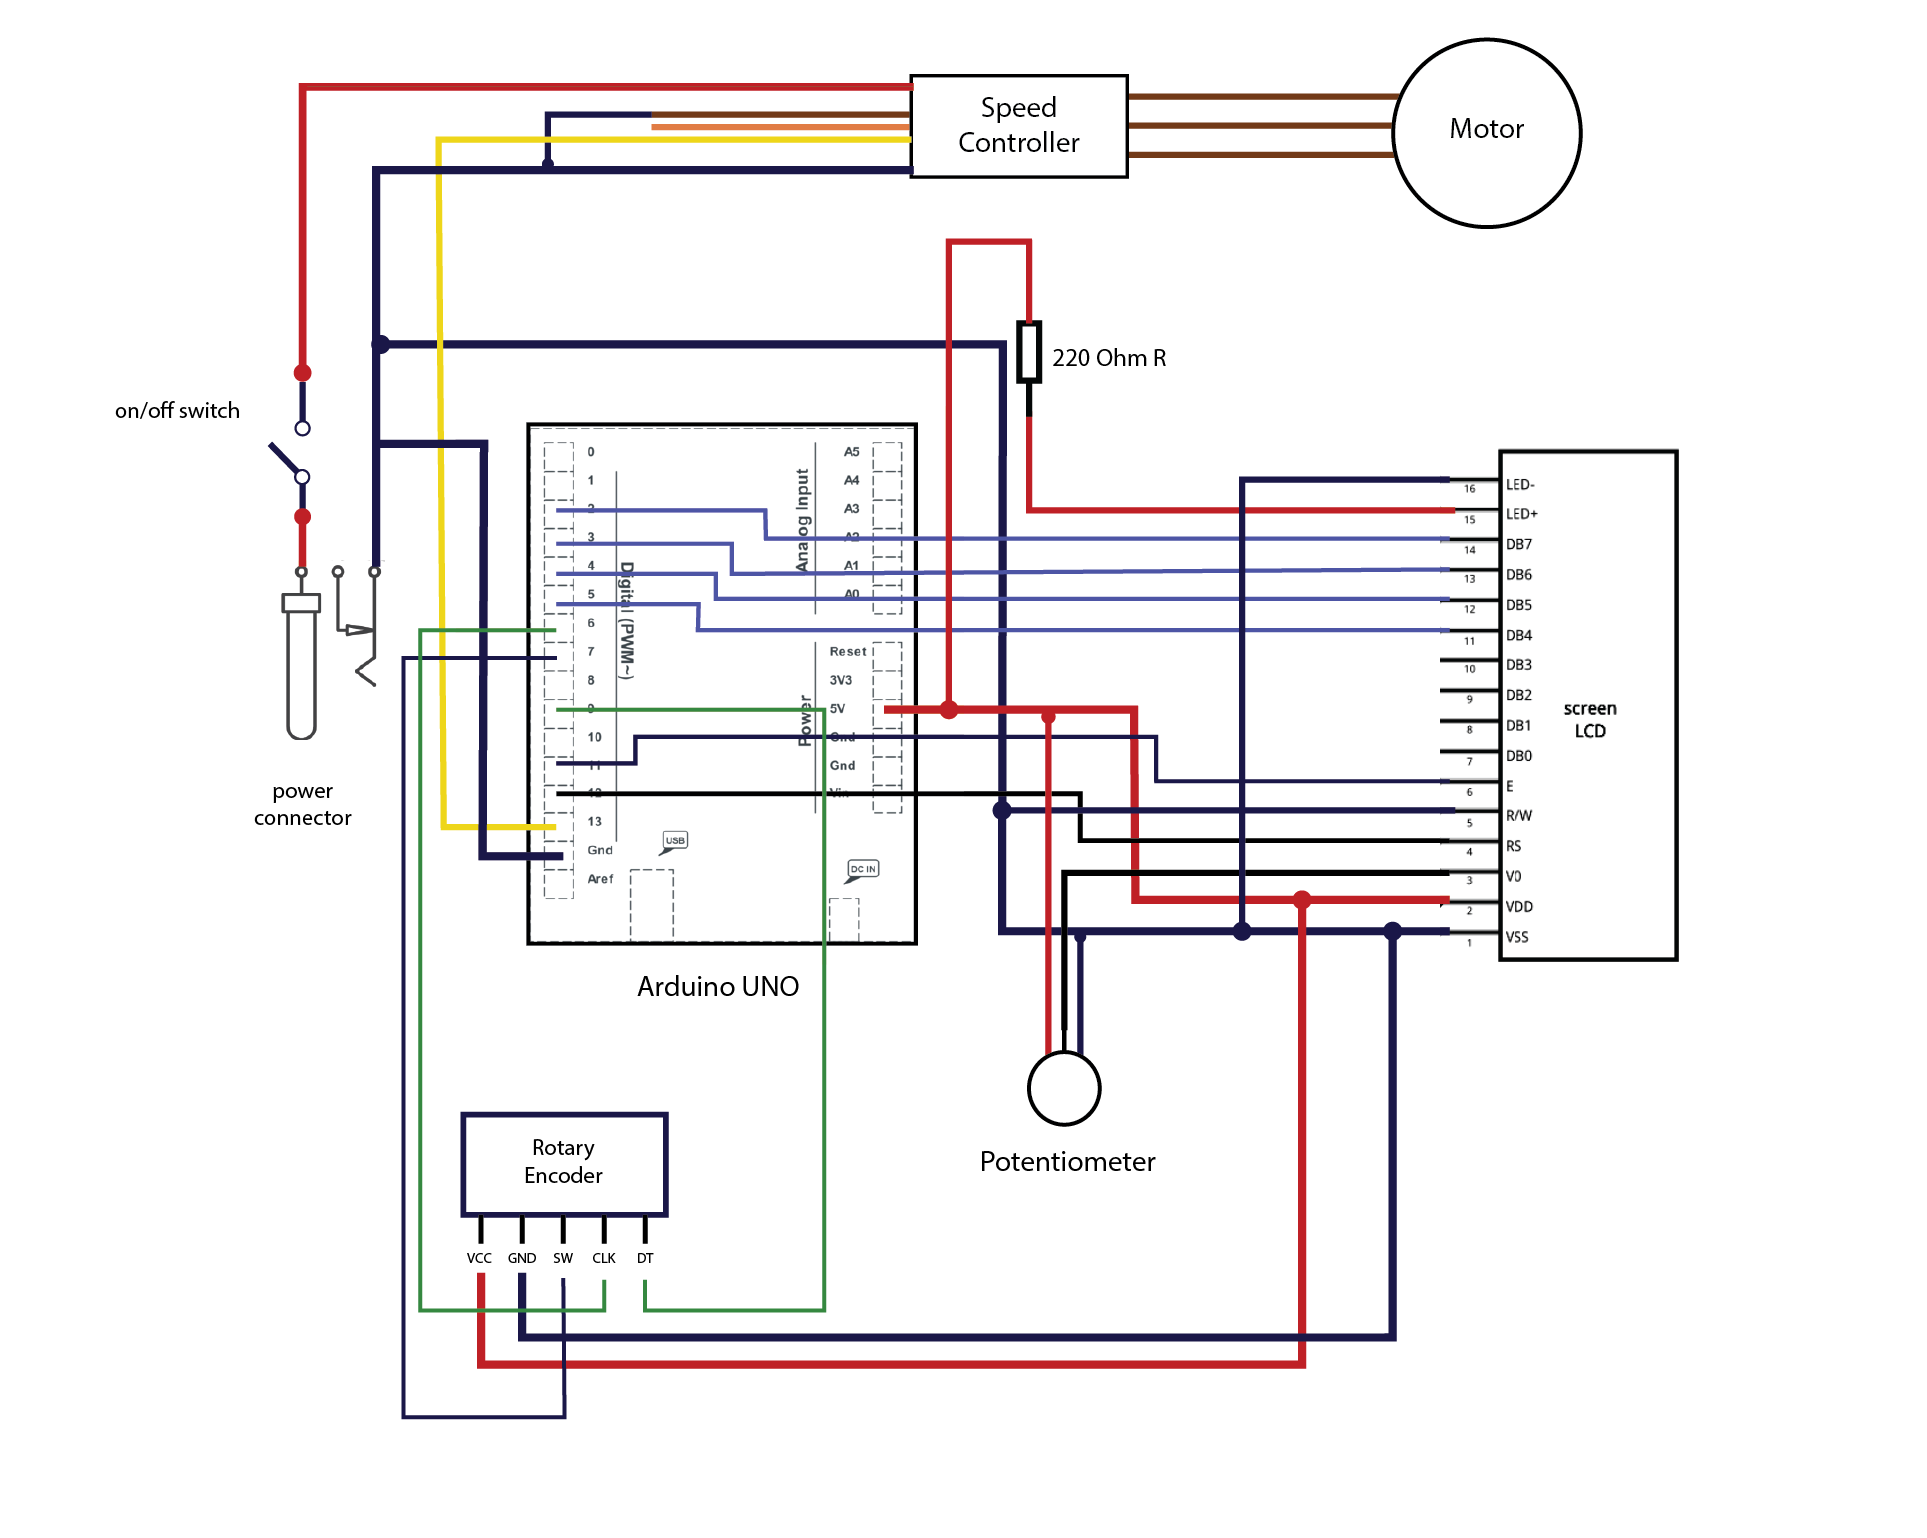 Speed
Controller
Motor
220 Ohm R
on/off switch
power
connector
0
1
2
3
4
5
6
7
8
9
10
11
12
13
Gnd
Aref
Digital (PWM~)
USB
Analog Input
A5
A4
A3
A2
A1
A0
Power
Reset
3V3
5V
Gnd
Gnd
Vin
DC IN
Arduino UNO
16 LED-
15 LED+
14 DB7
13 DB6
12 DB5
11 DB4
10 DB3
9 DB2
8 DB1
7 DB0
6 E
5 R/W
4 RS
3 V0
2 VDD
1 VSS
screen
LCD
Potentiometer
Rotary
Encoder
VCC GND SW CLK DT